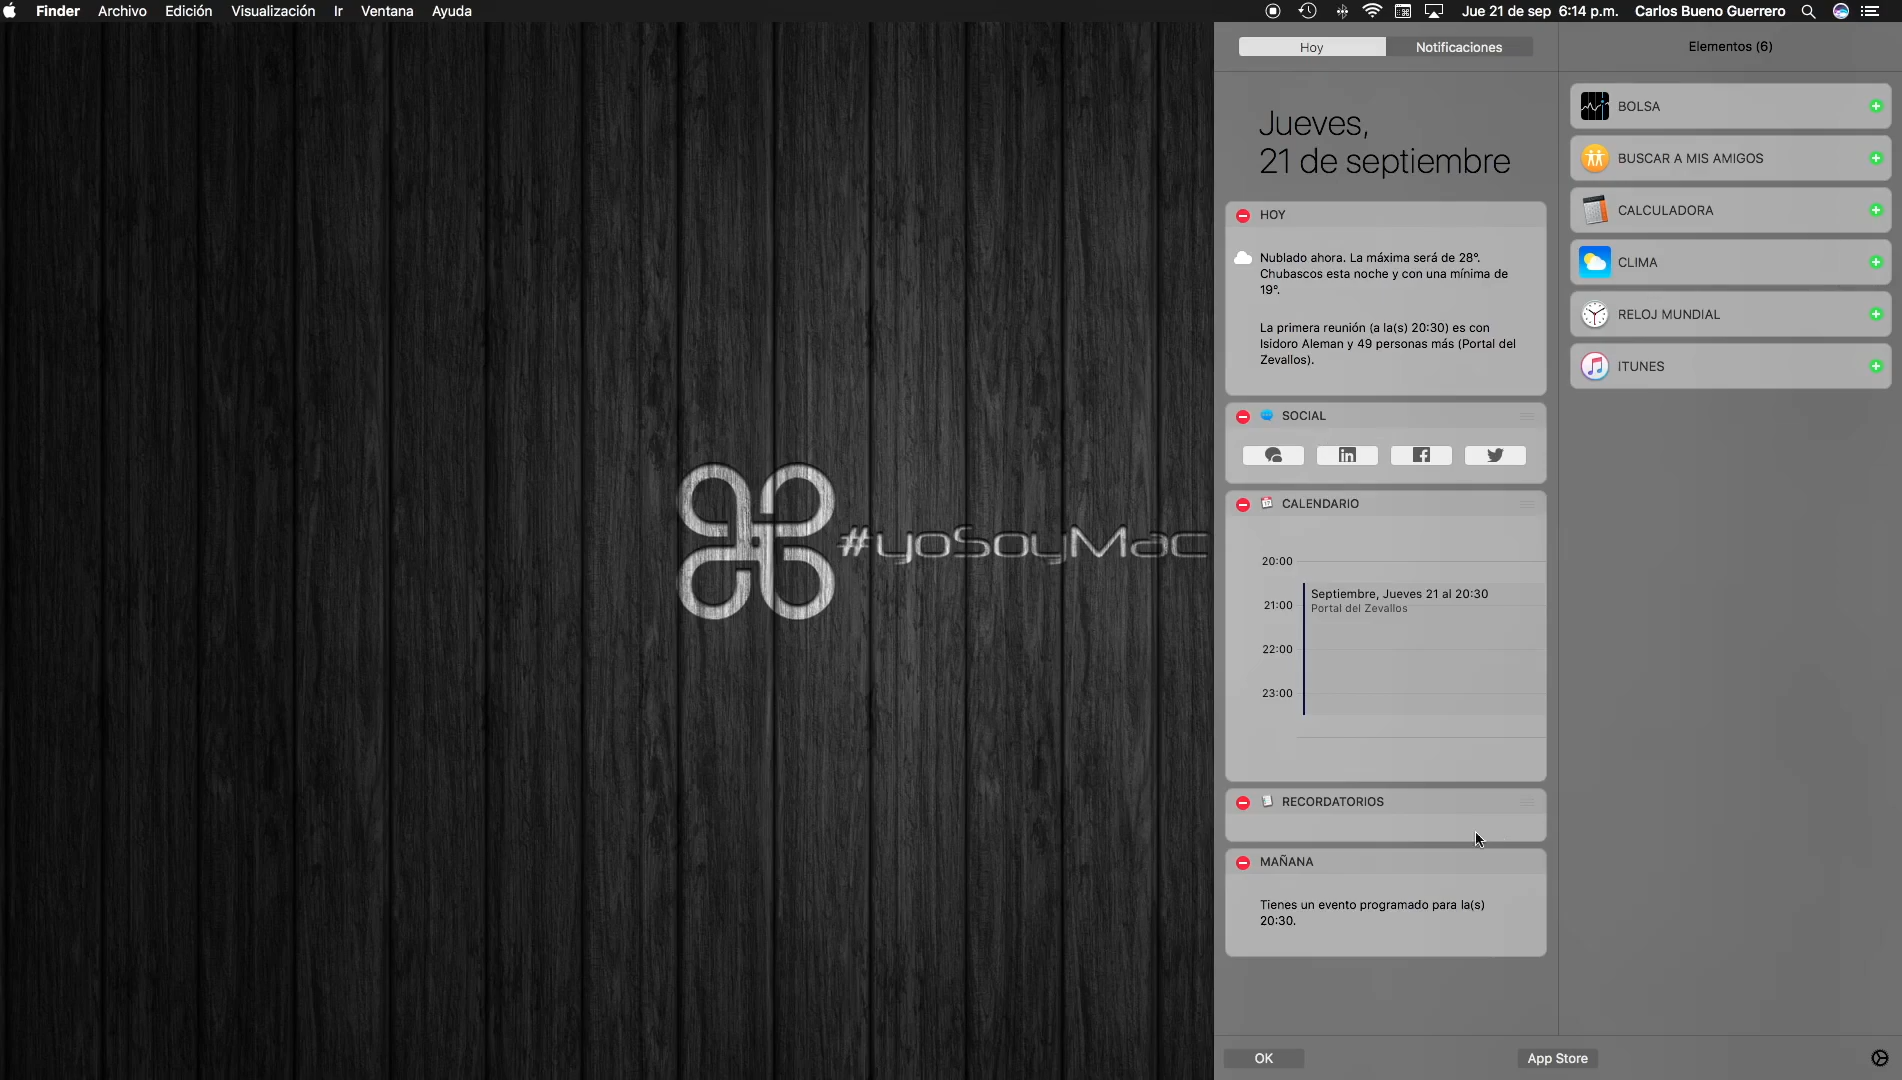 Finder Archivo Edición Visualización Ir Ventana Ayuda
Jue 21 de sep 6:14 p.m. Carlos Bueno Guerrero
Hoy Notificaciones
Elementos (6)
Jueves,
21 de septiembre
HOY
Nublado ahora. La máxima será de 28°.
Chubascos esta noche y con una mínima de
19°.
La primera reunión (a la(s) 20:30) es con
Isidoro Aleman y 49 personas más (Portal del
Zevallos).
SOCIAL
CALENDARIO
20:00
Septiembre, Jueves 21 al 20:30
21:00
Portal del Zevallos
22:00
23:00
RECORDATORIOS
MAÑANA
Tienes un evento programado para la(s)
20:30.
BOLSA
BUSCAR A MIS AMIGOS
CALCULADORA
CLIMA
RELOJ MUNDIAL
ITUNES
#yoSoyMac
OK
App Store